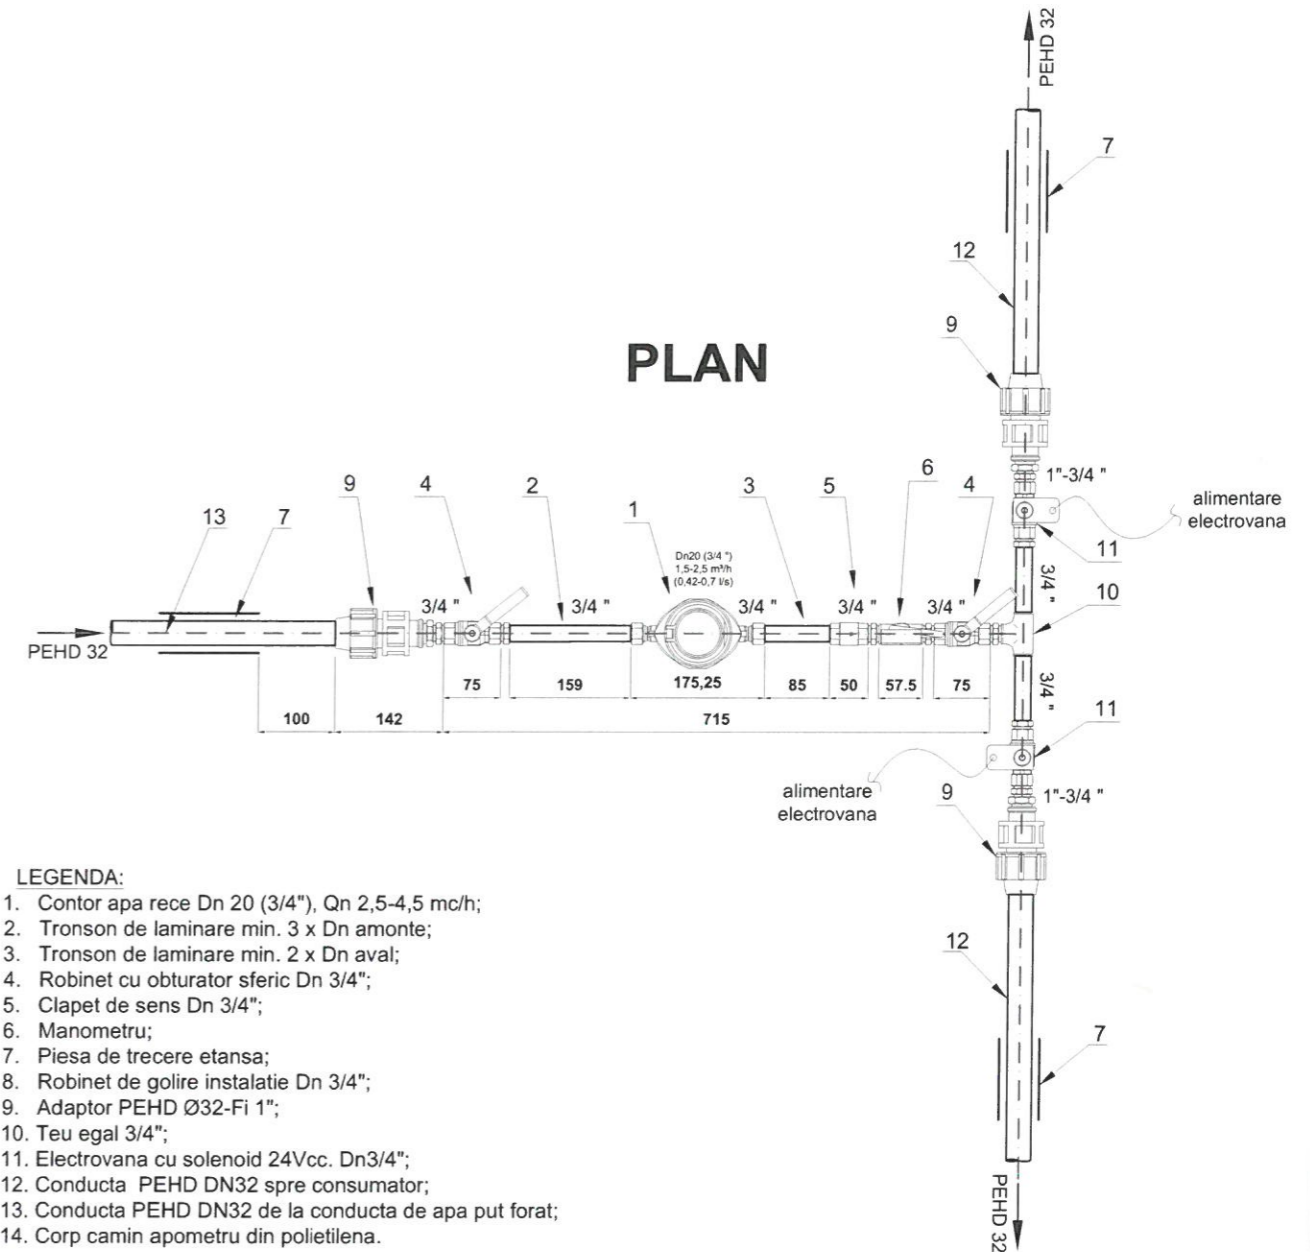 PEHD 32
7
12
9
PLAN
1"-3/4 "
alimentare
electrovana
11
3/4 "
10
13
7
9
4
2
1
3
5
6
4
Dn20 (3/4 ")
1,5-2,5 m³/h
(0,42-0,7 l/s)
3/4 "
3/4 "
3/4 "
3/4 "
3/4 "
PEHD 32
75
159
175,25
85
50
57.5
75
100
142
715
3/4 "
11
alimentare
electrovana
9
1"-3/4 "
12
7
PEHD 32
LEGENDA:
1. Contor apa rece Dn 20 (3/4"), Qn 2,5-4,5 mc/h;
2. Tronson de laminare min. 3 x Dn amonte;
3. Tronson de laminare min. 2 x Dn aval;
4. Robinet cu obturator sferic Dn 3/4";
5. Clapet de sens Dn 3/4";
6. Manometru;
7. Piesa de trecere etansa;
8. Robinet de golire instalatie Dn 3/4";
9. Adaptor PEHD Ø32-Fi 1";
10. Teu egal 3/4";
11. Electrovana cu solenoid 24Vcc. Dn3/4";
12. Conducta PEHD DN32 spre consumator;
13. Conducta PEHD DN32 de la conducta de apa put forat;
14. Corp camin apometru din polietilena.